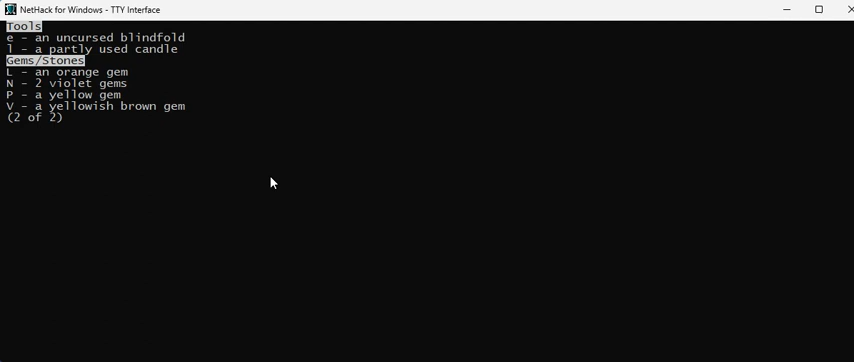 NetHack for Windows - TTY Interface
Tools
e - an uncursed blindfold
l - a partly used candle
Gems/Stones
L - an orange gem
N - 2 violet gems
P - a yellow gem
V - a yellowish brown gem
(2 of 2)